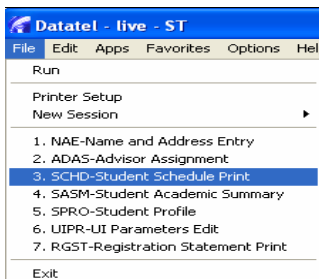 Datatel - live - ST
File Edit Apps Favorites Options Hel
Run
Printer Setup
New Session
1. NAE-Name and Address Entry
2. ADAS-Advisor Assignment
3. SCHD-Student Schedule Print
4. SASM-Student Academic Summary
5. SPRO-Student Profile
6. UIPR-UI Parameters Edit
7. RGST-Registration Statement Print
Exit